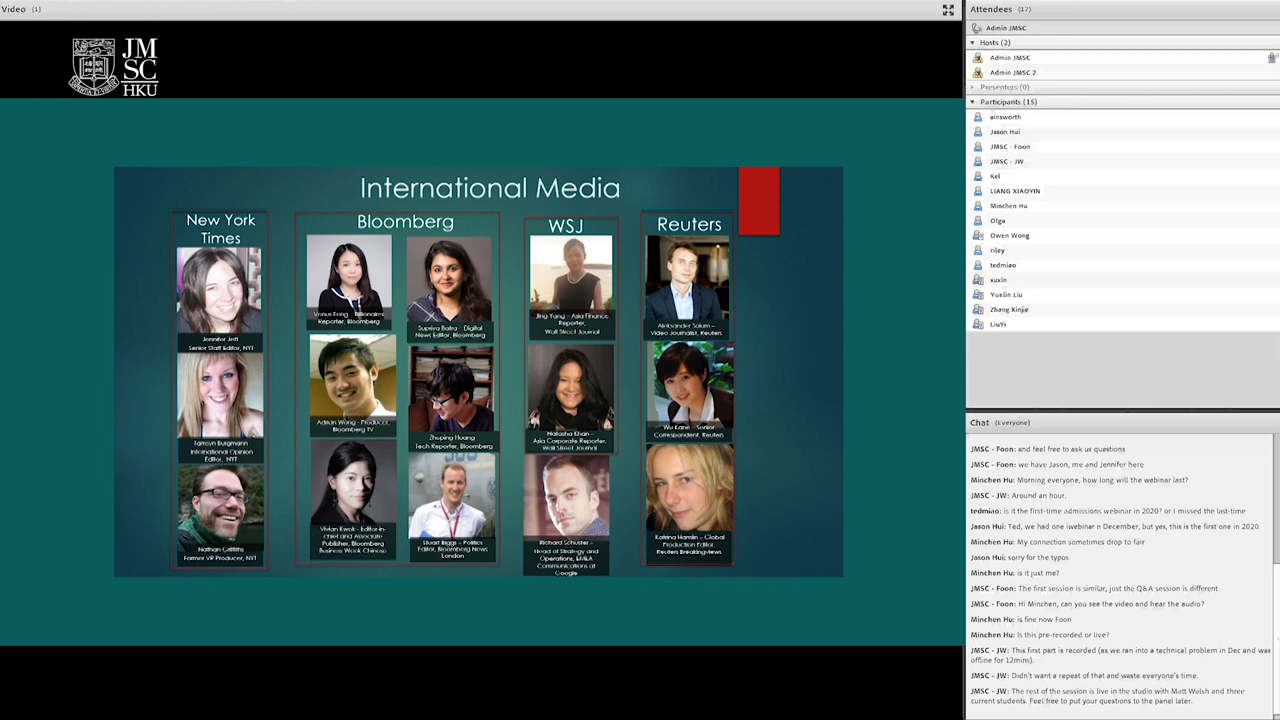 Video (1)
JM
SC
HKU
International Media
New York
Times
Jennifer Jett
Senior Staff Editor, NYT
Tamsyn Burgmann
International Opinion
Editor, NYT
Nathan Griffiths
Former VR Producer, NYT
Bloomberg
Venus Feng - Billionaires
Reporter, Bloomberg
Supriya Batra - Digital
News Editor, Bloomberg
Adrian Wong - Producer,
Bloomberg TV
Zheping Huang
Tech Reporter, Bloomberg
Vivian Kwok - Editor-in-
chief and Associate
Publisher, Bloomberg
Business Week Chinese
Stuart Biggs - Politics
Editor, Bloomberg News
London
WSJ
Jing Yang - Asia Finance
Reporter,
Wall Street Journal
Natasha Khan -
Asia Corporate Reporter,
Wall Street Journal
Richard Schuster -
Head of Strategy and
Operations, EMEA
Communications at
Google
Reuters
Aleksander Solum -
Video Journalist, Reuters
Wu Kane - Senior
Correspondent, Reuters
Katrina Hamlin - Global
Production Editor
Reuters Breakingviews
Attendees (17)
Admin JMSC
Hosts (2)
Admin JMSC
Admin JMSC 2
Presenters (0)
Participants (15)
ainsworth
Jason Hui
JMSC - Foon
JMSC - JW
Kel
LIANG XIAOYIN
Minchen Hu
Olga
Owen Wong
riley
tedmiao
xuxin
Yuelin Liu
Zhang Xinjie
LiuYi
Chat (Everyone)
JMSC - Foon: and feel free to ask us questions
JMSC - Foon: we have Jason, me and Jennifer here
Minchen Hu: Morning everyone, how long will the webinar last?
JMSC - JW: Around an hour.
tedmiao: is it the first-time admissions webinar in 2020? or I missed the last-time
Jason Hui: Ted, we had one iwebinar n December, but yes, this is the first one in 2020
Minchen Hu: My connection sometimes drop to fair
Jason Hui: sorry for the typos
Minchen Hu: is it just me?
JMSC - Foon: The first session is similar, just the Q&A session is different
JMSC - Foon: Hi Minchen, can you see the video and hear the audio?
Minchen Hu: is fine now Foon
Minchen Hu: Is this pre-recorded or live?
JMSC - JW: This first part is recorded (as we ran into a technical problem in Dec and was
offline for 12mins).
JMSC - JW: Didn't want a repeat of that and waste everyone's time.
JMSC - JW: The rest of the session is live in the studio with Matt Walsh and three
current students. Feel free to put your questions to the panel later.